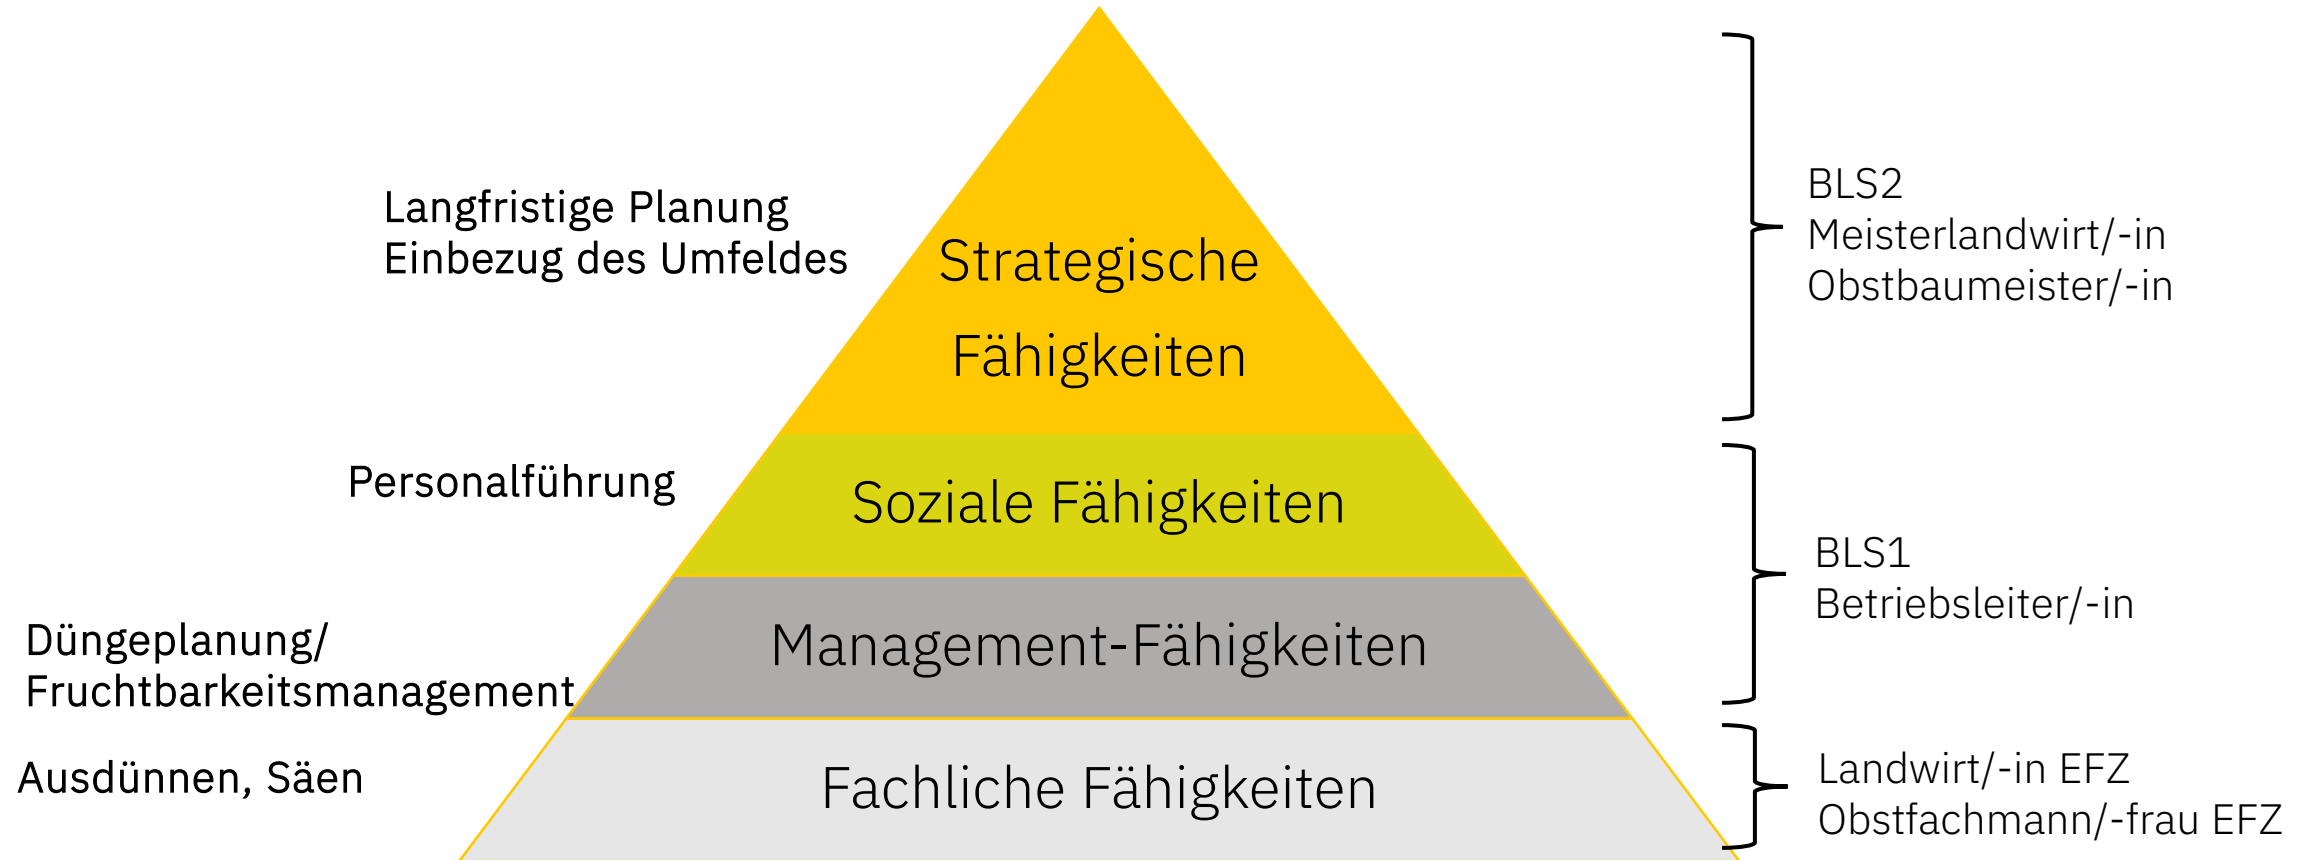 Langfristige Planung
Einbezug des Umfeldes
Strategische
Fähigkeiten
BLS2
Meisterlandwirt/-in
Obstbaumeister/-in
Personalführung
Soziale Fähigkeiten
BLS1
Betriebsleiter/-in
Düngeplanung/
Fruchtbarkeitsmanagement
Management-Fähigkeiten
Ausdünnen, Säen
Fachliche Fähigkeiten
Landwirt/-in EFZ
Obstfachmann/-frau EFZ